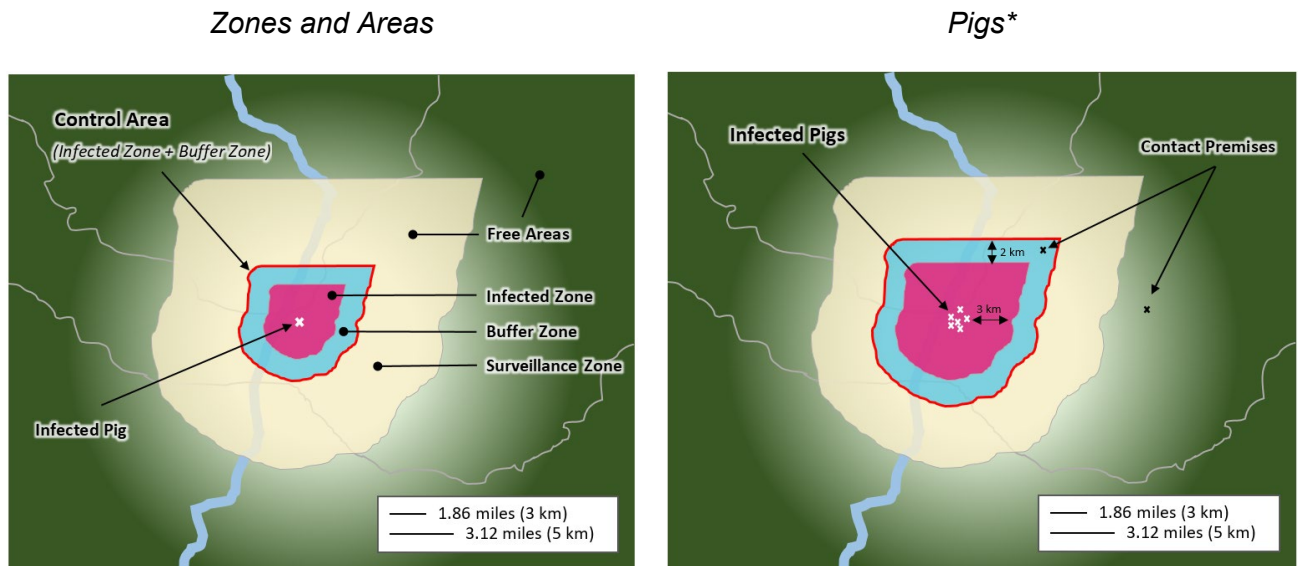 Zones and Areas
Control Area
(Infected Zone + Buffer Zone)
Free Areas
Infected Zone
Buffer Zone
Surveillance Zone
Infected Pig
1.86 miles (3 km)
3.12 miles (5 km)
Pigs*
Infected Pigs
Contact Premises
2 km
3 km
1.86 miles (3 km)
3.12 miles (5 km)